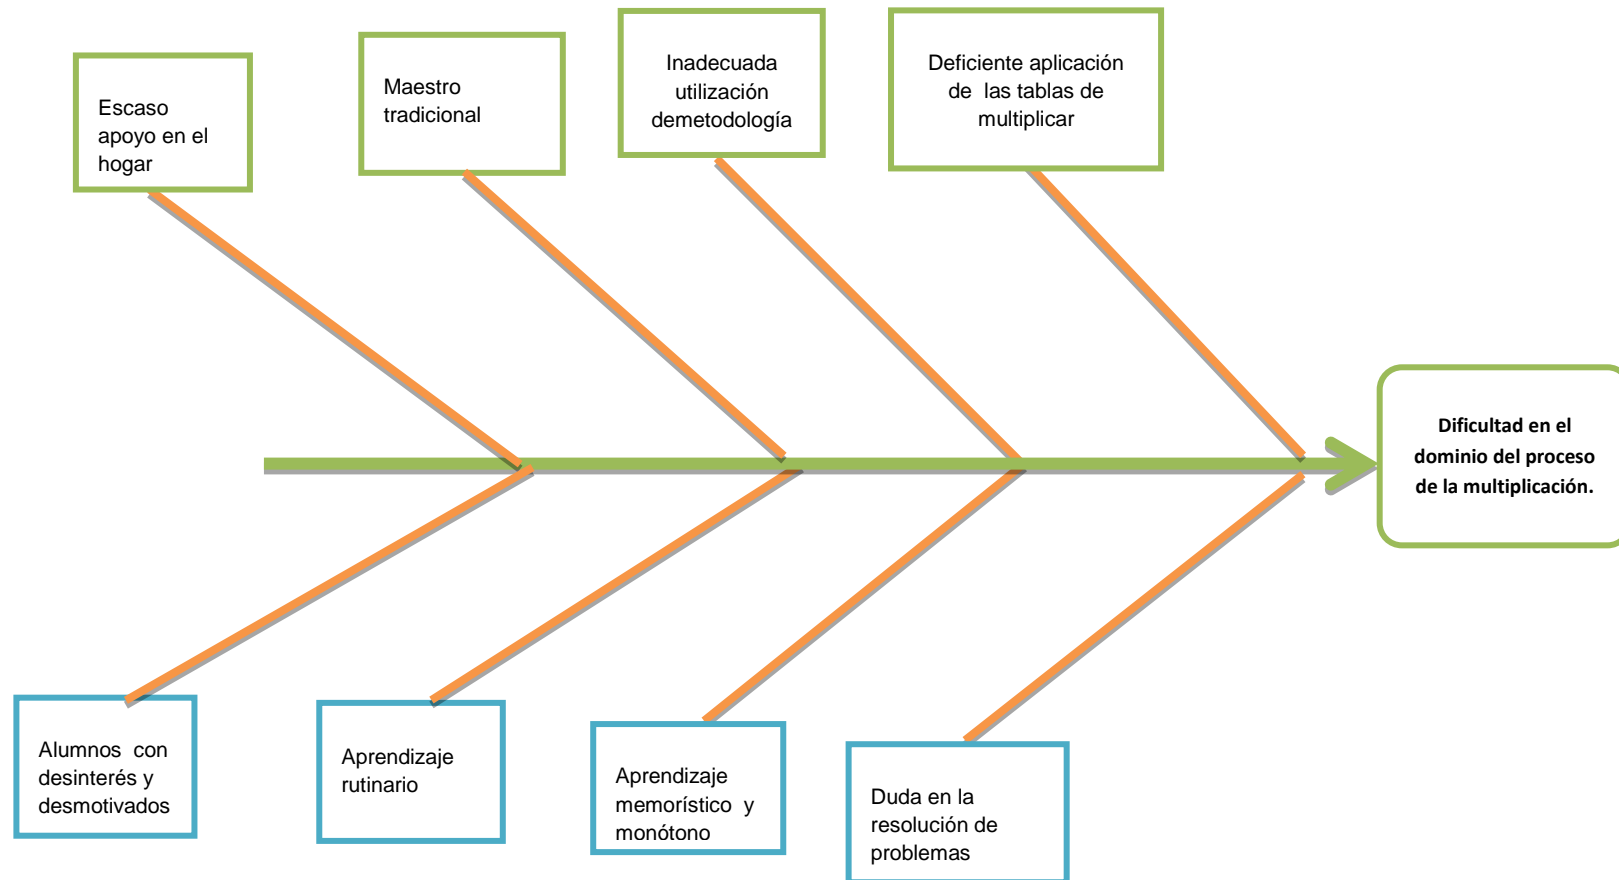 Escaso
apoyo en el
hogar
Maestro
tradicional
Inadecuada
utilización
demetodología
Deficiente aplicación
de las tablas de
multiplicar
Dificultad en el
dominio del proceso
de la multiplicación.
Alumnos con
desinterés y
desmotivados
Aprendizaje
rutinario
Aprendizaje
memorístico y
monótono
Duda en la
resolución de
problemas